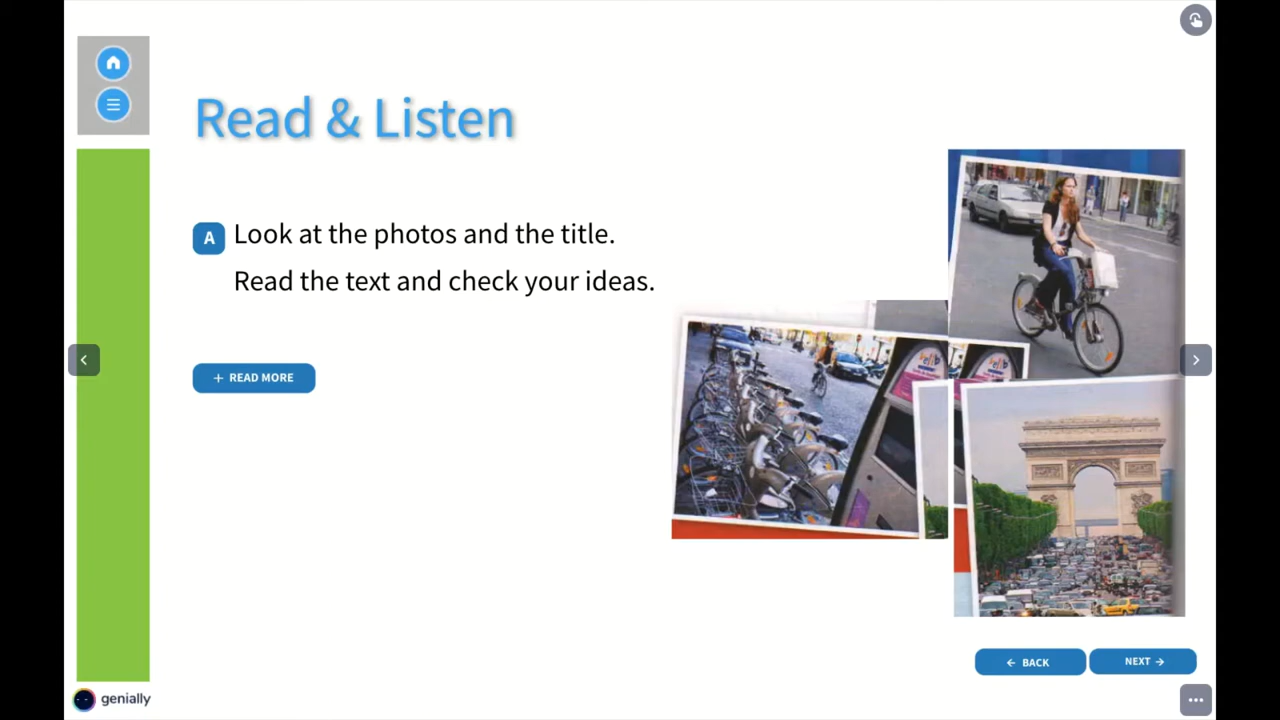 Read & Listen
A Look at the photos and the title.
Read the text and check your ideas.
+ READ MORE
← BACK
NEXT →
genially